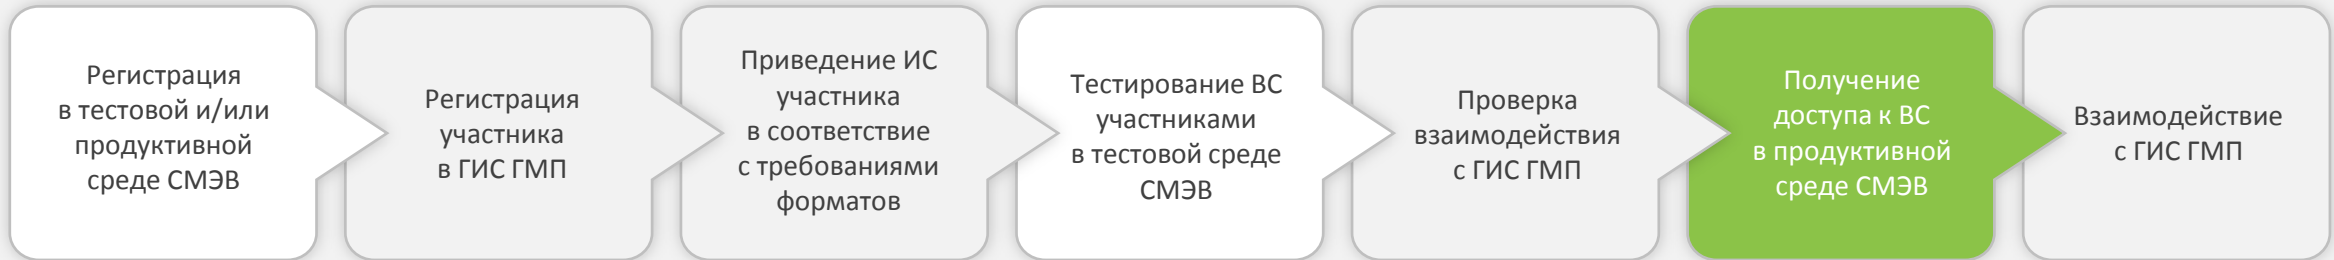 Регистрация
в тестовой и/или
продуктивной
среде СМЭВ
Регистрация
участника
в ГИС ГМП
Приведение ИС
участника
в соответствие
с требованиями
форматов
Тестирование ВС
участниками
в тестовой среде
СМЭВ
Проверка
взаимодействия
с ГИС ГМП
Получение
доступа к ВС
в продуктивной
среде СМЭВ
Взаимодействие
с ГИС ГМП